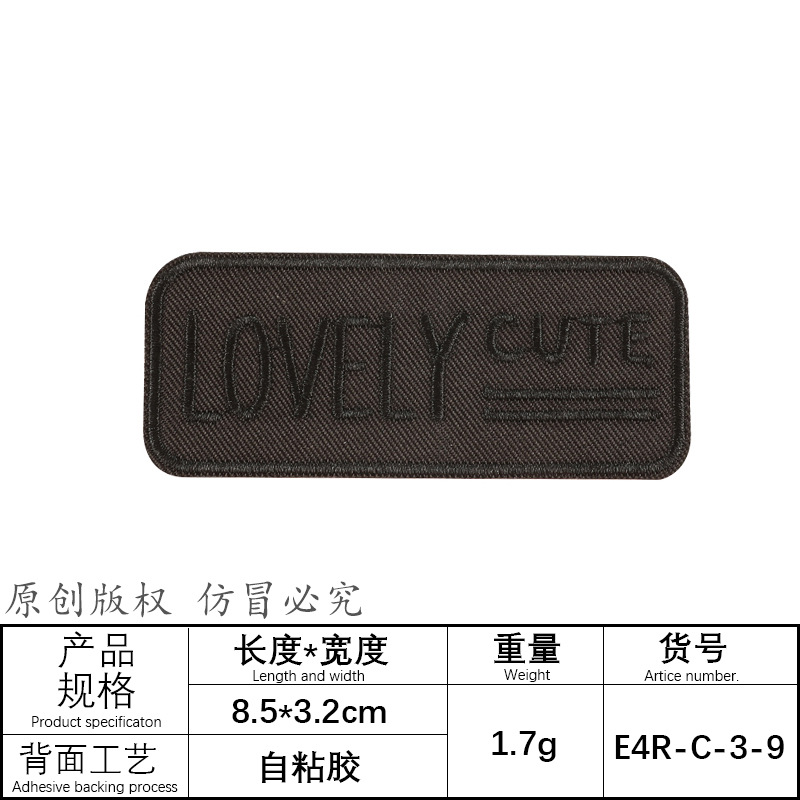 LOVELY CUTE
原创版权 仿冒必究
产品
规格
Product specificaton
长度*宽度
Length and width
重量
Weight
货号
Artice number.
8.5*3.2cm
1.7g
E4R-C-3-9
背面工艺
Adhesive backing process
自粘胶